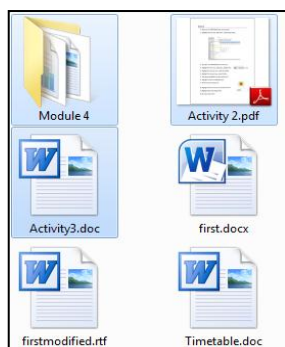 Module 4
Activity 2.pdf
Activity3.doc
first.docx
firstmodified.rtf
Timetable.doc